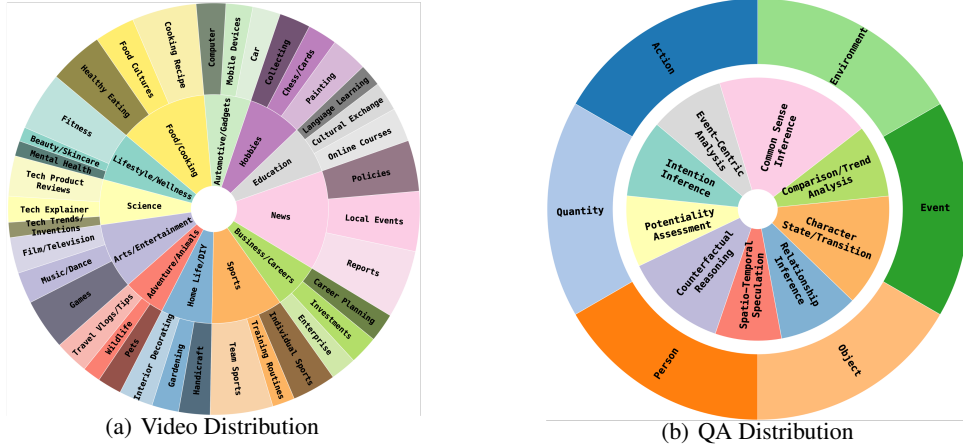 Computer
Mobile Devices
Car
Collecting
Chess/Cards
Painting
Language Learning
Cultural Exchange
Online Courses
Policies
Local Events
Reports
Career Planning
Investments
Enterprise
Individual Sports
Training Routines
Team Sports
Handicraft
Gardening
Interior Decorating
Pets
Wildlife
Travel Vlogs/Tips
Games
Music/Dance
Film/Television
Tech Trends/
Inventions
Tech Explainer
Tech Product
Reviews
Mental Health
Beauty/Skincare
Fitness
Healthy Eating
Food Cultures
Cooking Recipe
Automotive/Gadgets
Hobbies
Education
News
Business/Careers
Sports
Home Life/DIY
Adventure/Animals
Arts/Entertainment
Science
Lifestyle/Wellness
Food/Cooking
(a) Video Distribution
Action
Environment
Event
Object
Person
Quantity
Common Sense
Inference
Comparison/Trend
Analysis
Character
State/Transition
Relationship
Inference
Spatio-Temporal
Speculation
Counterfactual
Reasoning
Potentiality
Assessment
Intention
Inference
Event-Centric
Analysis
(b) QA Distribution